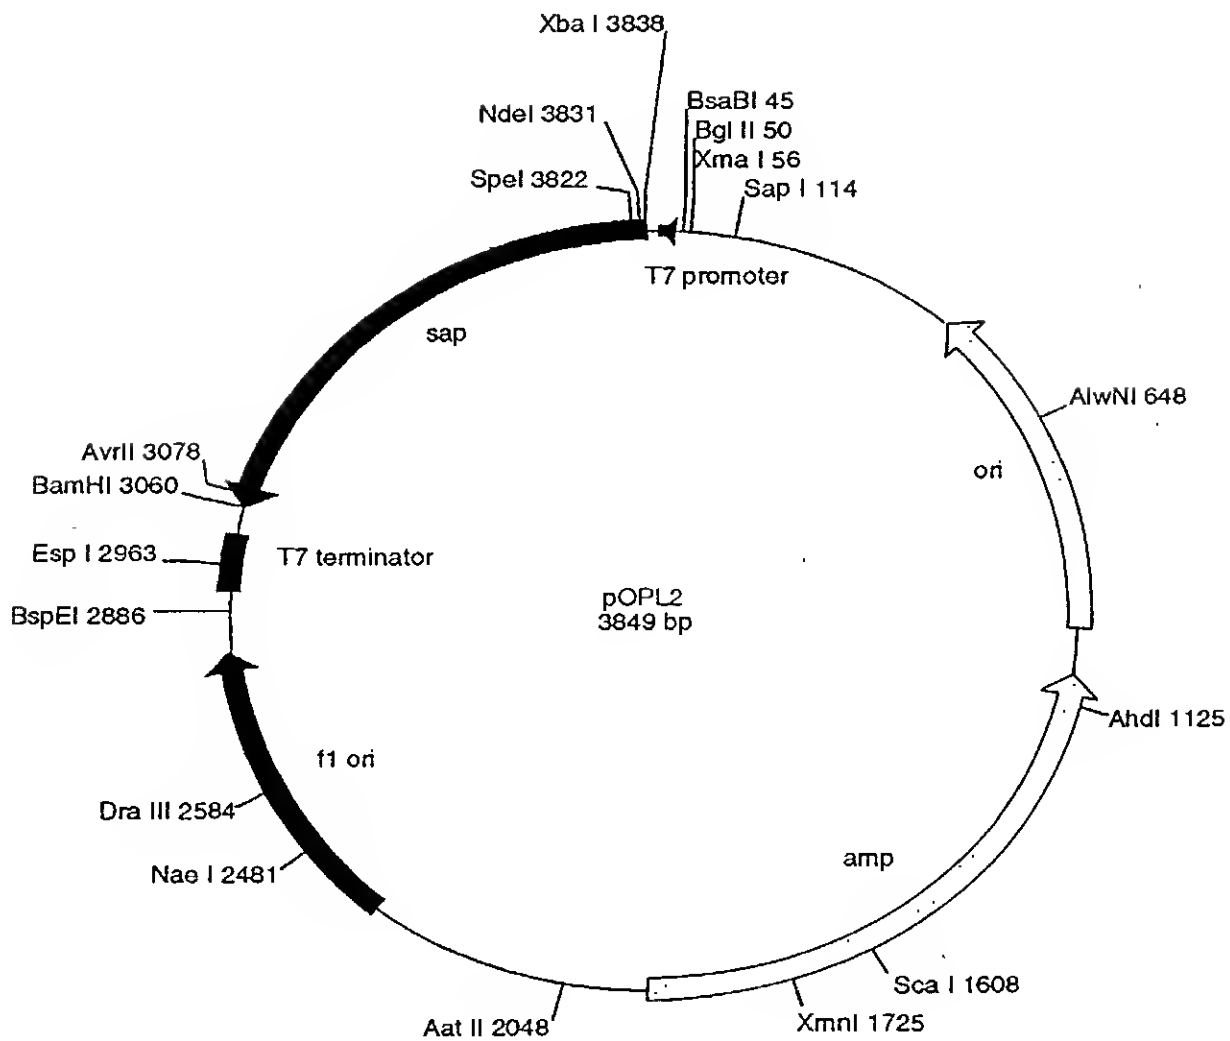 Xba I 3838
BsaBI 45
NdeI 3831
Bgl II 50
Xma I 56
SpeI 3822
Sap I 114
T7 promoter
sap
AlwNI 648
AvrII 3078
ori
BamHI 3060
Esp I 2963
T7 terminator
pOPL2
BspEI 2886
3849 bp
AhdI 1125
f1 ori
Dra III 2584
amp
Nae I 2481
Sca I 1608
Aat II 2048
XmnI 1725